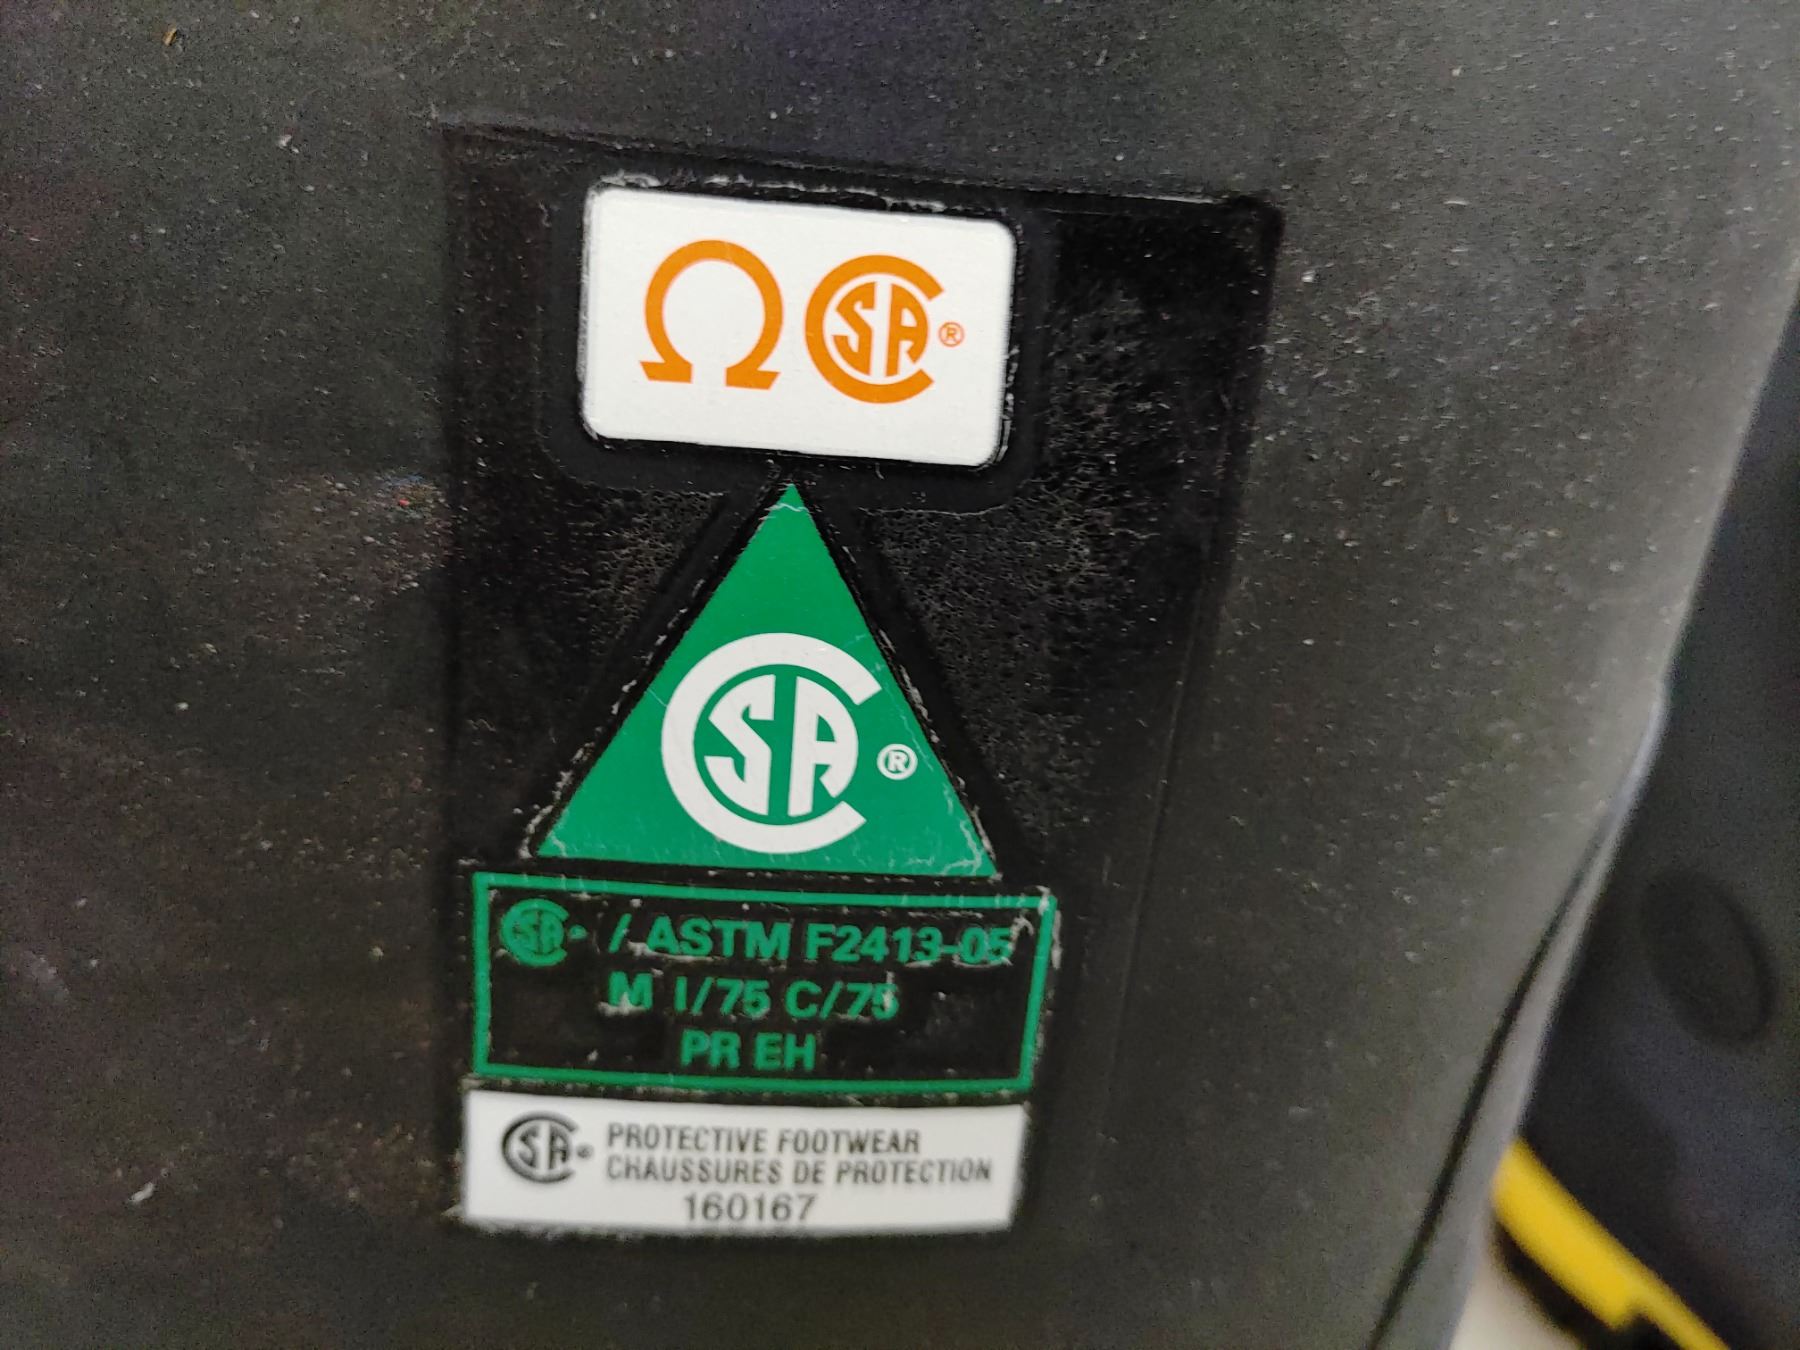 Ω CSA®
CSA®
CSA® / ASTM F2413-05
M I/75 C/75
PR EH
CSA® PROTECTIVE FOOTWEAR
CHAUSSURES DE PROTECTION
160167